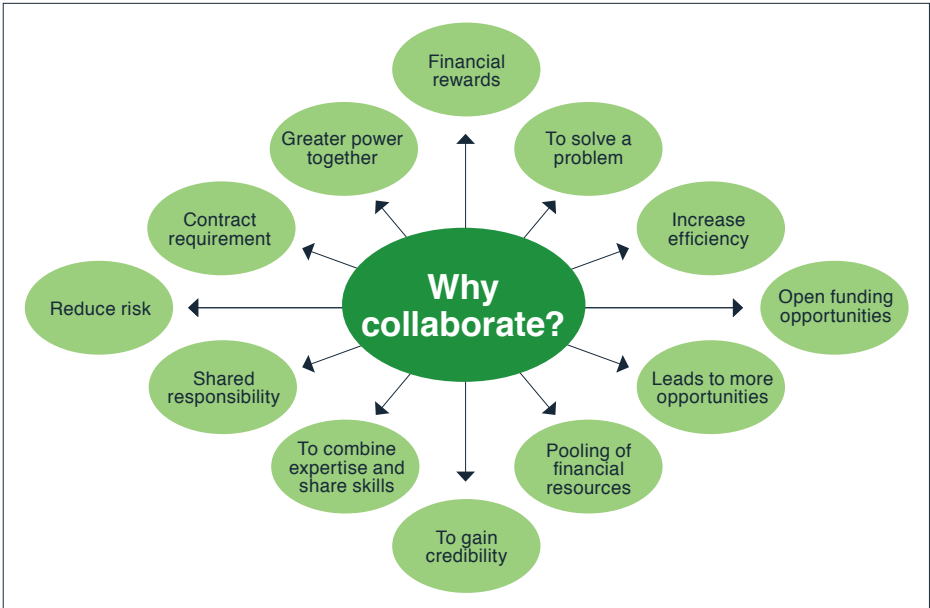 Financial
rewards
Greater power
together
To solve a
problem
Contract
requirement
Increase
efficiency
Why
collaborate?
Reduce risk
Open funding
opportunities
Shared
responsibility
Leads to more
opportunities
To combine
expertise and
share skills
Pooling of
financial
resources
To gain
credibility